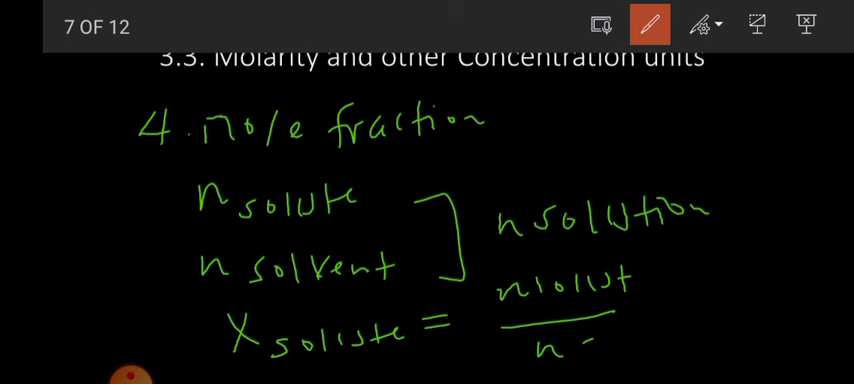 7 OF 12
3.3. Molarity and other Concentration units
4. mole fraction
n solute
n solvent ] n solution
X solute = n solut
n